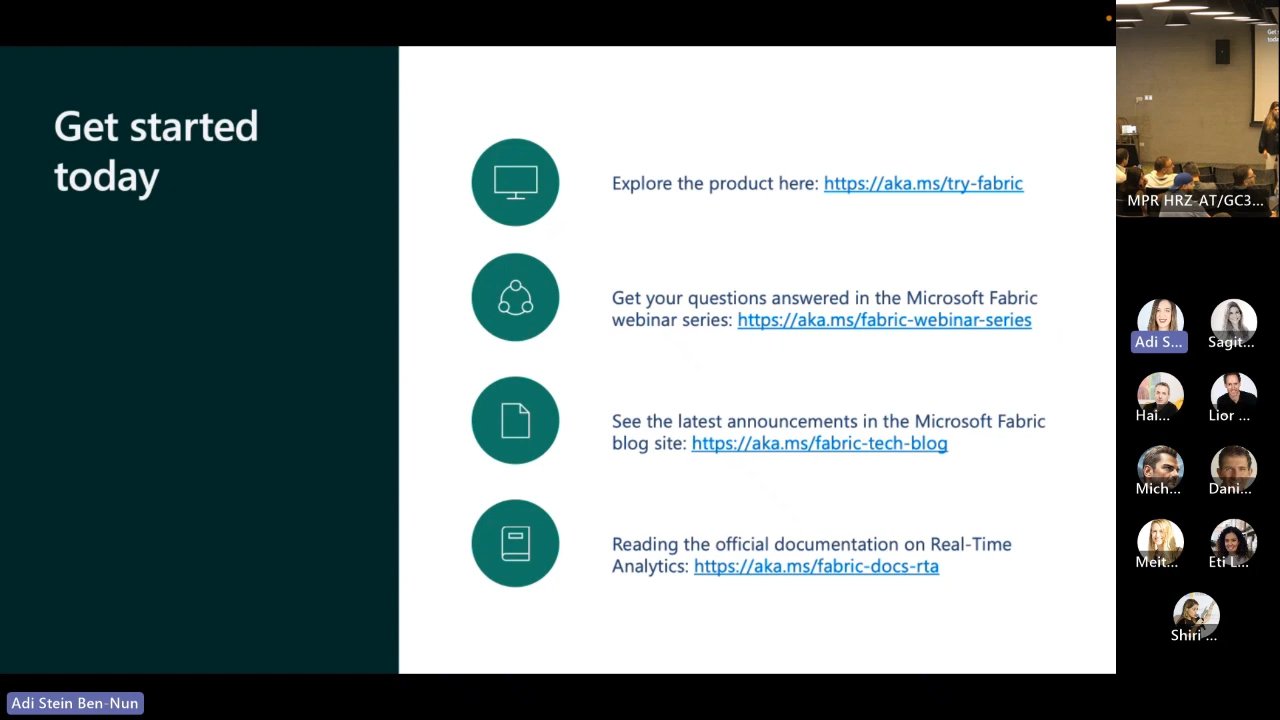 Get started
today
Explore the product here: https://aka.ms/try-fabric
Get your questions answered in the Microsoft Fabric
webinar series: https://aka.ms/fabric-webinar-series
See the latest announcements in the Microsoft Fabric
blog site: https://aka.ms/fabric-tech-blog
Reading the official documentation on Real-Time
Analytics: https://aka.ms/fabric-docs-rta
MPR HRZ-AT/GC3...
Adi S...
Sagit...
Hai...
Lior ...
Mich...
Dani...
Meit...
Eti L...
Shiri ...
Adi Stein Ben-Nun